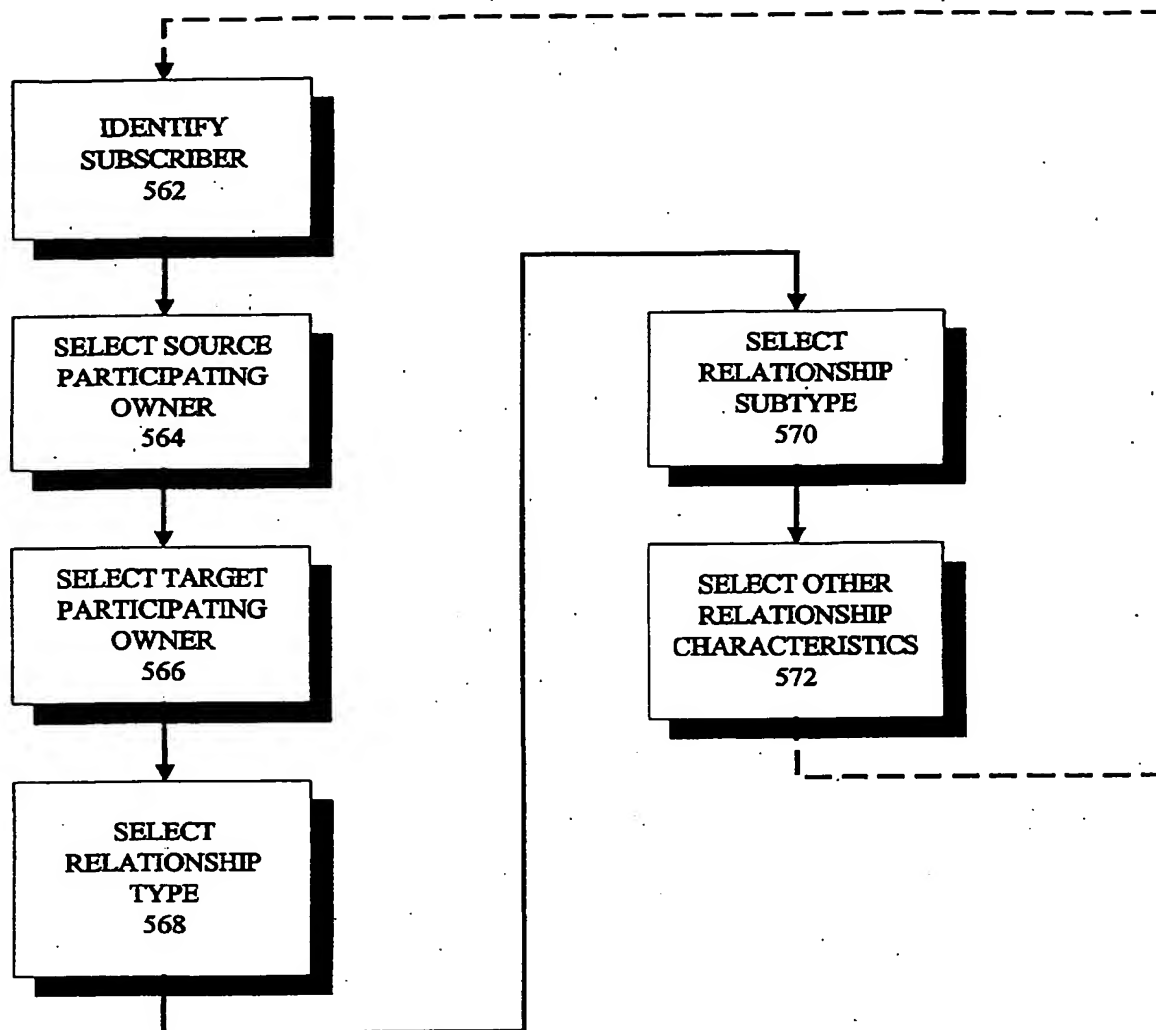 IDENTIFY
SUBSCRIBER
562
SELECT SOURCE
PARTICIPATING
OWNER
564
SELECT TARGET
PARTICIPATING
OWNER
566
SELECT
RELATIONSHIP
TYPE
568
SELECT
RELATIONSHIP
SUBTYPE
570
SELECT OTHER
RELATIONSHIP
CHARACTERISTICS
572